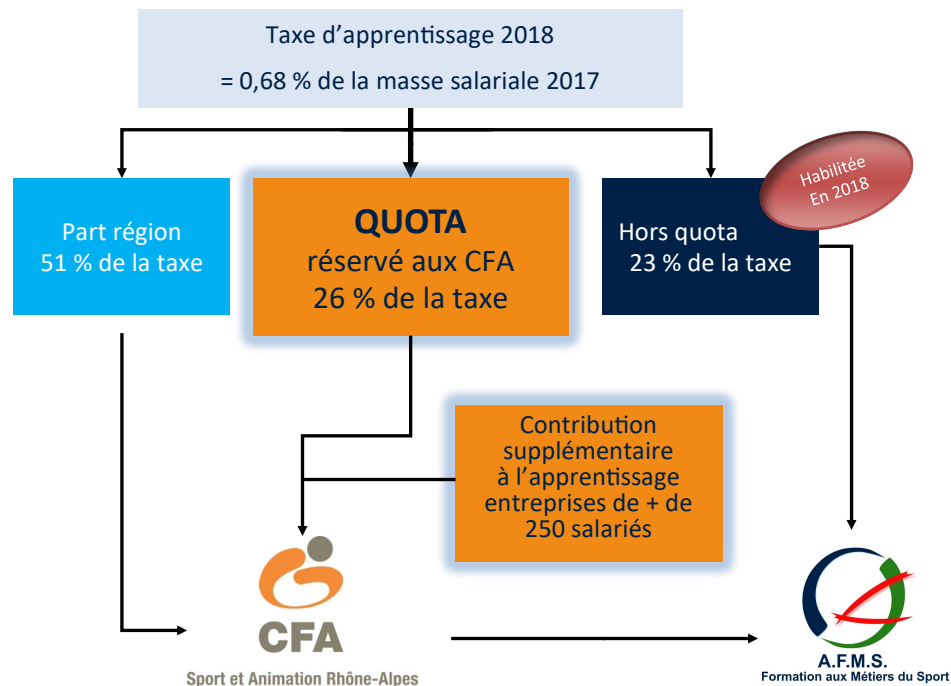 Taxe d'apprentissage 2018
= 0,68 % de la masse salariale 2017
Habilitée
En 2018
Part région
51 % de la taxe
QUOTA
réservé aux CFA
26 % de la taxe
Hors quota
23 % de la taxe
Contribution
supplémentaire
à l'apprentissage
entreprises de + de
250 salariés
CFA
Sport et Animation Rhône-Alpes
A.F.M.S.
Formation aux Métiers du Sport